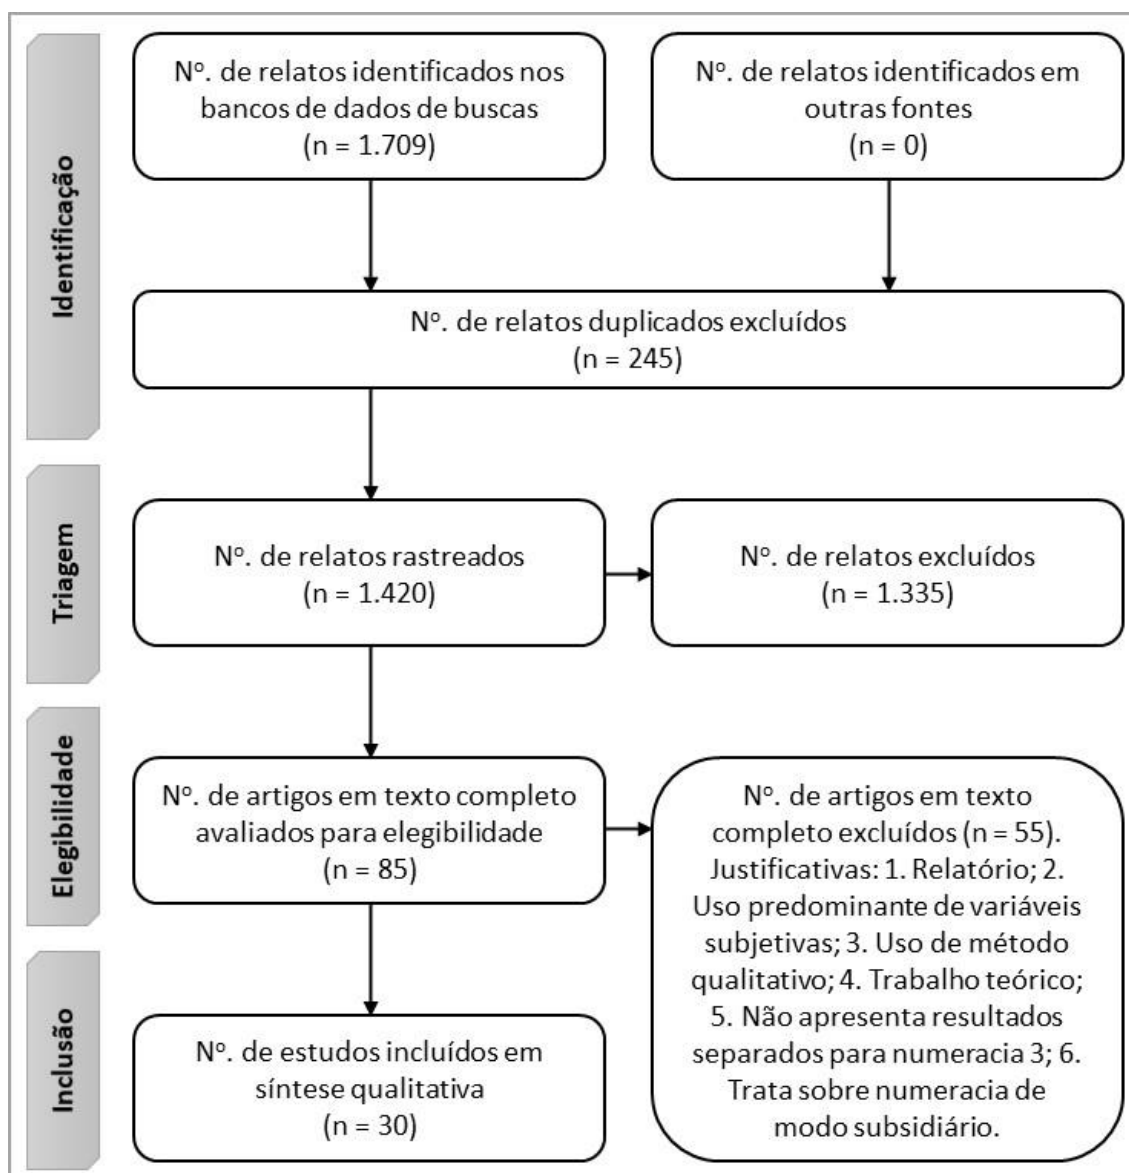 Identificação
Nº. de relatos identificados nos
bancos de dados de buscas
(n = 1.709)
Nº. de relatos identificados em
outras fontes
(n = 0)
Nº. de relatos duplicados excluídos
(n = 245)
Triagem
Nº. de relatos rastreados
(n = 1.420)
Nº. de relatos excluídos
(n = 1.335)
Elegibilidade
Nº. de artigos em texto completo
avaliados para elegibilidade
(n = 85)
Nº. de artigos em texto
completo excluídos (n = 55).
Justificativas: 1. Relatório; 2.
Uso predominante de variáveis
subjetivas; 3. Uso de método
qualitativo; 4. Trabalho teórico;
5. Não apresenta resultados
separados para numeracia 3; 6.
Trata sobre numeracia de
modo subsidiário.
Inclusão
Nº. de estudos incluídos em
síntese qualitativa
(n = 30)